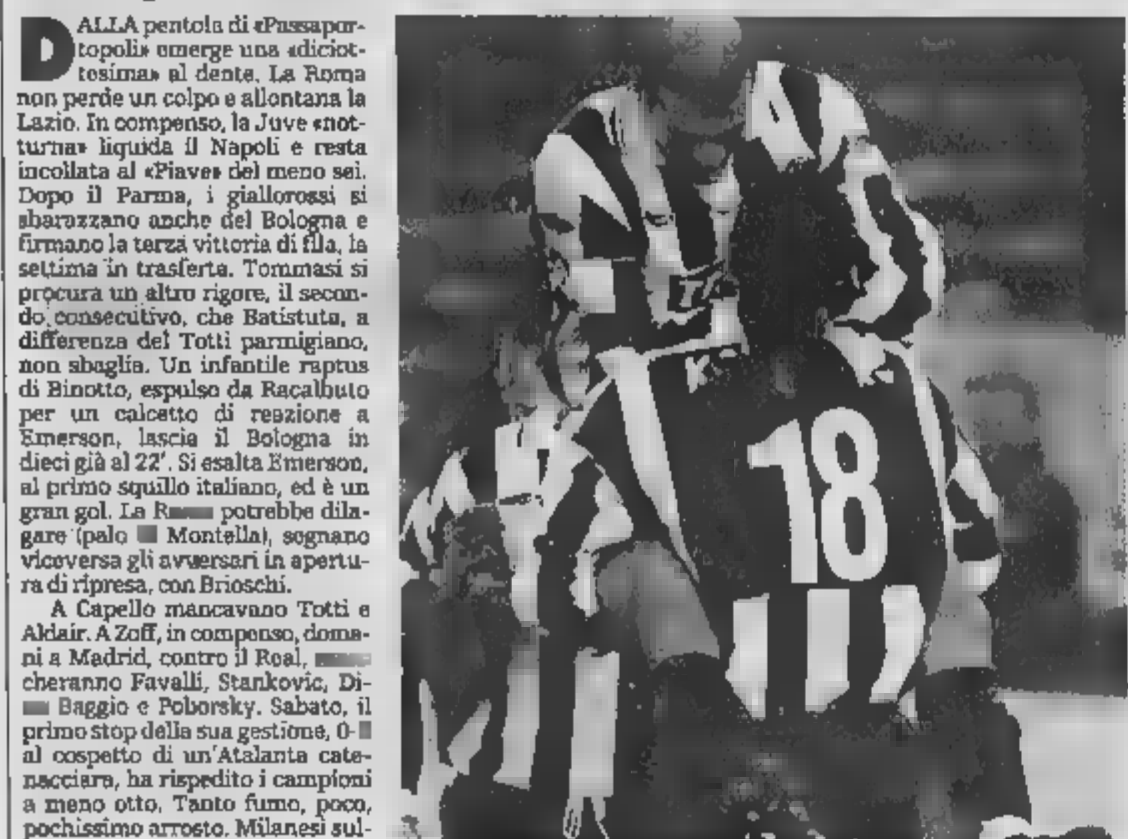 DALLA pentola di «Passapor-
topoli» emerge una «diciot-
tesima» al dente. La Roma
non perde un colpo e allontana la
Lazio. In compenso, la Juve «not-
turna» liquida il Napoli e resta
incollata al «Piave» del meno sei.
Dopo il Parma, i giallorossi si
sbarazzano anche del Bologna e
firmano la terza vittoria di fila, la
settima in trasferta. Tommasi si
procura un altro rigore, il secon-
do consecutivo, che Batistuta, a
differenza del Totti parmigiano,
non sbaglia. Un infantile raptus
di Binotto, espulso da Racalbuto
per un calcetto di reazione a
Emerson, lascia il Bologna in
dieci già al 22'. Si esalta Emerson,
al primo squillo italiano, ed è un
gran gol. La potrebbe dila-
gare (palo Montella), segnano
viceversa gli avversari in apertu-
ra di ripresa, con Brioschi.
A Capello mancavano Totti e
Aldair. A Zoff, in compenso, doma-
ni a Madrid, contro il Real,
cheranno Favalli, Stankovic, Di-
Baggio e Poborsky. Sabato, il
primo stop della sua gestione, 0-
al cospetto di un'Atalanta cate-
nacciara, ha rispedito i campioni
a meno otto. Tanto fumo, poco,
pochissimo arrosto. Milanesi sul-
18